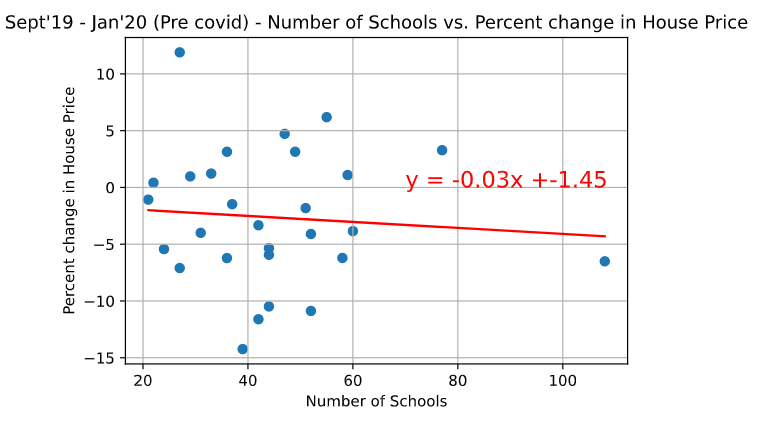 Sept'19 - Jan'20 (Pre covid) - Number of Schools vs. Percent change in House Price
10
5
0
−5
−10
−15
Percent change in House Price
y = -0.03x +-1.45
20 40 60 80 100
Number of Schools